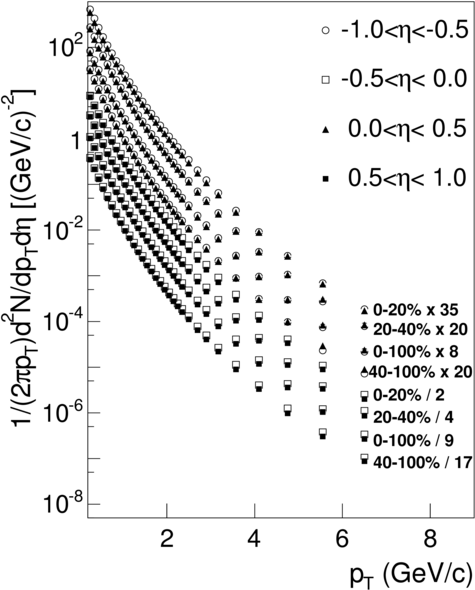 -1.0<η<-0.5
-0.5<η< 0.0
0.0<η< 0.5
0.5<η< 1.0
1/(2πp_T)d²N/dp_Tdη [(GeV/c)⁻²]
10²
1
10⁻²
10⁻⁴
10⁻⁶
10⁻⁸
0-20% x 35
20-40% x 20
0-100% x 8
40-100% x 20
0-20% / 2
20-40% / 4
0-100% / 9
40-100% / 17
2 4 6 8
p_T (GeV/c)